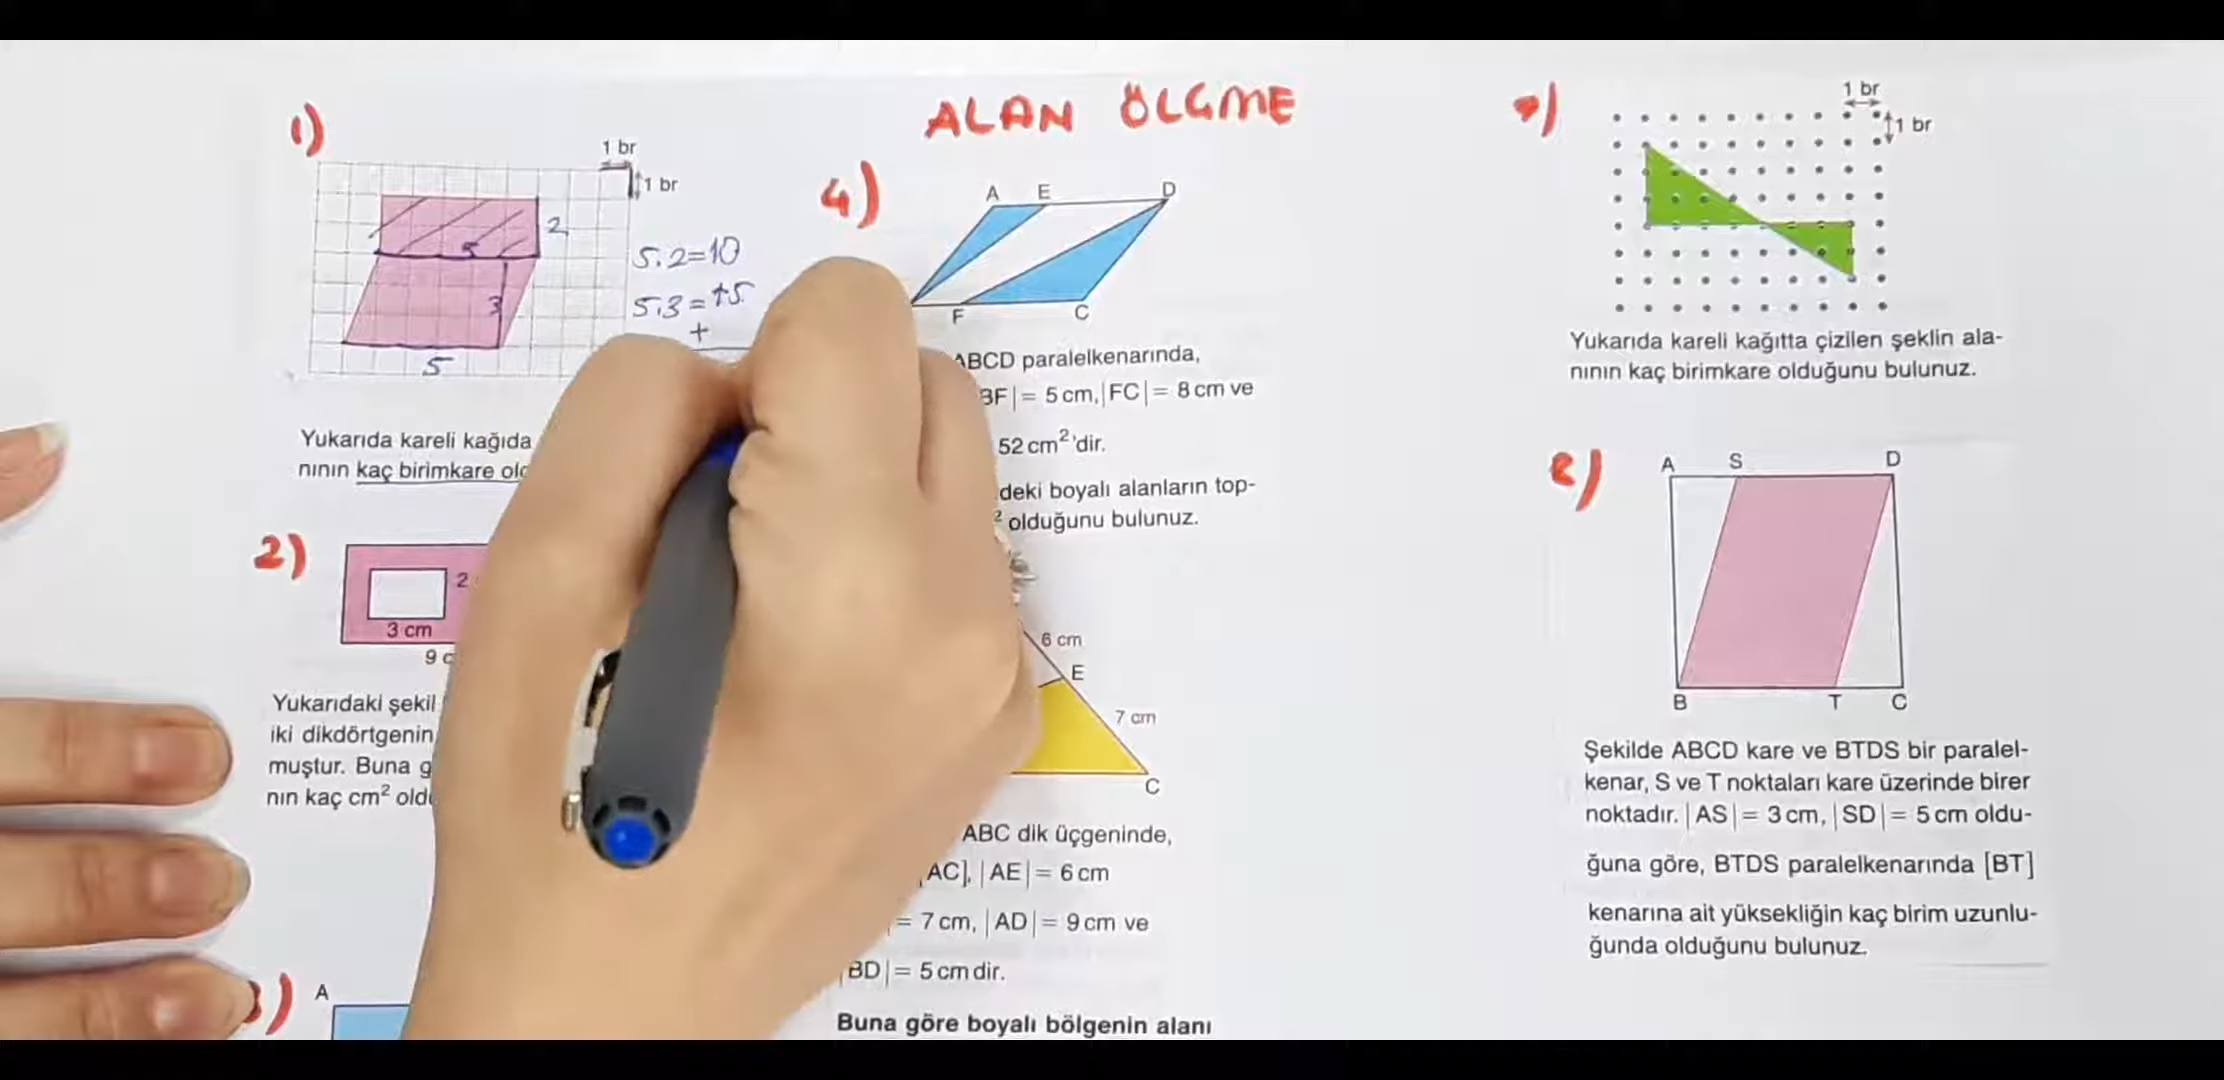 ALAN ÖLÇME
1)
1 br
1 br
2
5
3
5
5.2=10
5.3=15
+
Yukarıda kareli kağıda
nının kaç birimkare
2)
2
3 cm
9
Yukarıdaki şekil
iki dikdörtgenin
muştur. Buna
nın kaç cm²
3)
A
4)
A E D
F C
ABCD paralelkenarında,
BF| = 5 cm, |FC| = 8 cm ve
52 cm²'dir.
deki boyalı alanların top-
² olduğunu bulunuz.
6 cm
E
7 cm
C
ABC dik üçgeninde,
AC], |AE| = 6 cm
| = 7 cm, |AD| = 9 cm ve
|BD| = 5 cm dir.
Buna göre boyalı bölgenin alanı
7)
1 br
1 br
Yukarıda kareli kağıtta çizilen şeklin ala-
nının kaç birimkare olduğunu bulunuz.
8)
A S D
B T C
Şekilde ABCD kare ve BTDS bir paralel-
kenar, S ve T noktaları kare üzerinde birer
noktadır. |AS| = 3 cm, |SD| = 5 cm oldu-
ğuna göre, BTDS paralelkenarında [BT]
kenarına ait yüksekliğin kaç birim uzunlu-
ğunda olduğunu bulunuz.